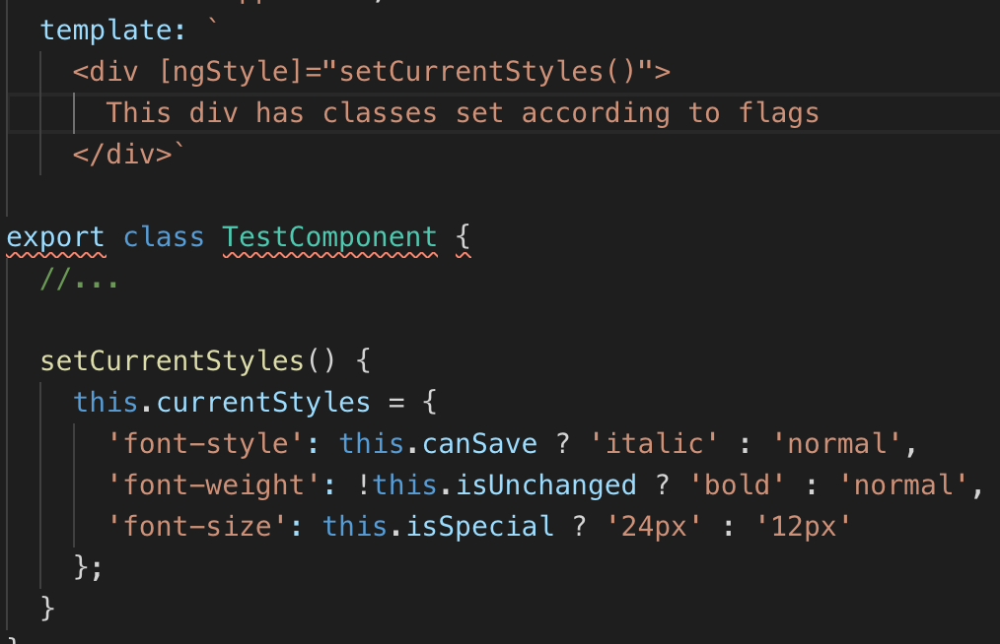 template: `
<div [ngStyle]="setCurrentStyles()">
This div has classes set according to flags
</div>`
export class TestComponent {
//...
setCurrentStyles() {
this.currentStyles = {
'font-style': this.canSave ? 'italic' : 'normal',
'font-weight': !this.isUnchanged ? 'bold' : 'normal',
'font-size': this.isSpecial ? '24px' : '12px'
};
}